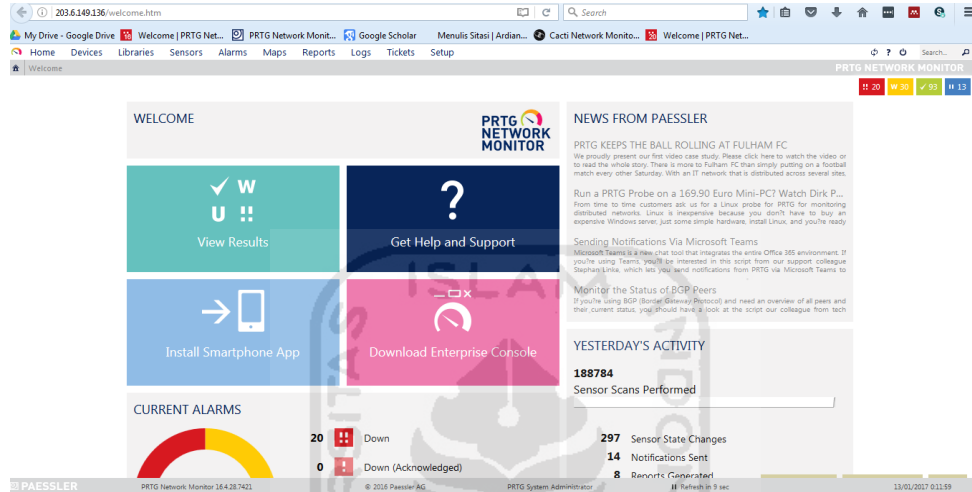 203.6.149.136/welcome.htm
Search
My Drive - Google Drive Welcome | PRTG Net... PRTG Network Monit... Google Scholar Menulis Sitasi | Ardian... Cacti Network Monito... Welcome | PRTG Net...
Home Devices Libraries Sensors Alarms Maps Reports Logs Tickets Setup Search...
Welcome PRTG NETWORK MONITOR
!! 20 W 30 93 13
WELCOME
PRTG
NETWORK
MONITOR
W
U !!
View Results
?
Get Help and Support
Install Smartphone App
Download Enterprise Console
CURRENT ALARMS
20 !! Down
0 ! Down (Acknowledged)
NEWS FROM PAESSLER
PRTG KEEPS THE BALL ROLLING AT FULHAM FC
We proudly present our first video case study. Please click here to watch the video or
to read the whole story. There is more to Fulham FC than simply putting on a football
match every other Saturday. With an IT network that is distributed across several sites,
Run a PRTG Probe on a 169.90 Euro Mini-PC? Watch Dirk P...
From time to time customers ask us for a Linux probe for PRTG for monitoring
distributed networks. Linux is inexpensive because you don?t have to buy an
expensive Windows server, just some simple hardware, install Linux, and you?re ready
Sending Notifications Via Microsoft Teams
Microsoft Teams is a new chat tool that integrates the entire Office 365 environment. If
you?re using Teams, you?ll be interested in this script from our support colleague
Stephan Linke, which lets you send notifications from PRTG via Microsoft Teams to
Monitor the Status of BGP Peers
If you?re using BGP (Border Gateway Protocol) and need an overview of all peers and
their current status, you should have a look at the script our colleague from tech
YESTERDAY'S ACTIVITY
188784
Sensor Scans Performed
297 Sensor State Changes
14 Notifications Sent
8 Reports Generated
PAESSLER PRTG Network Monitor 16.4.28.7421 © 2016 Paessler AG PRTG System Administrator Refresh in 9 sec 13/01/2017 0:11:59